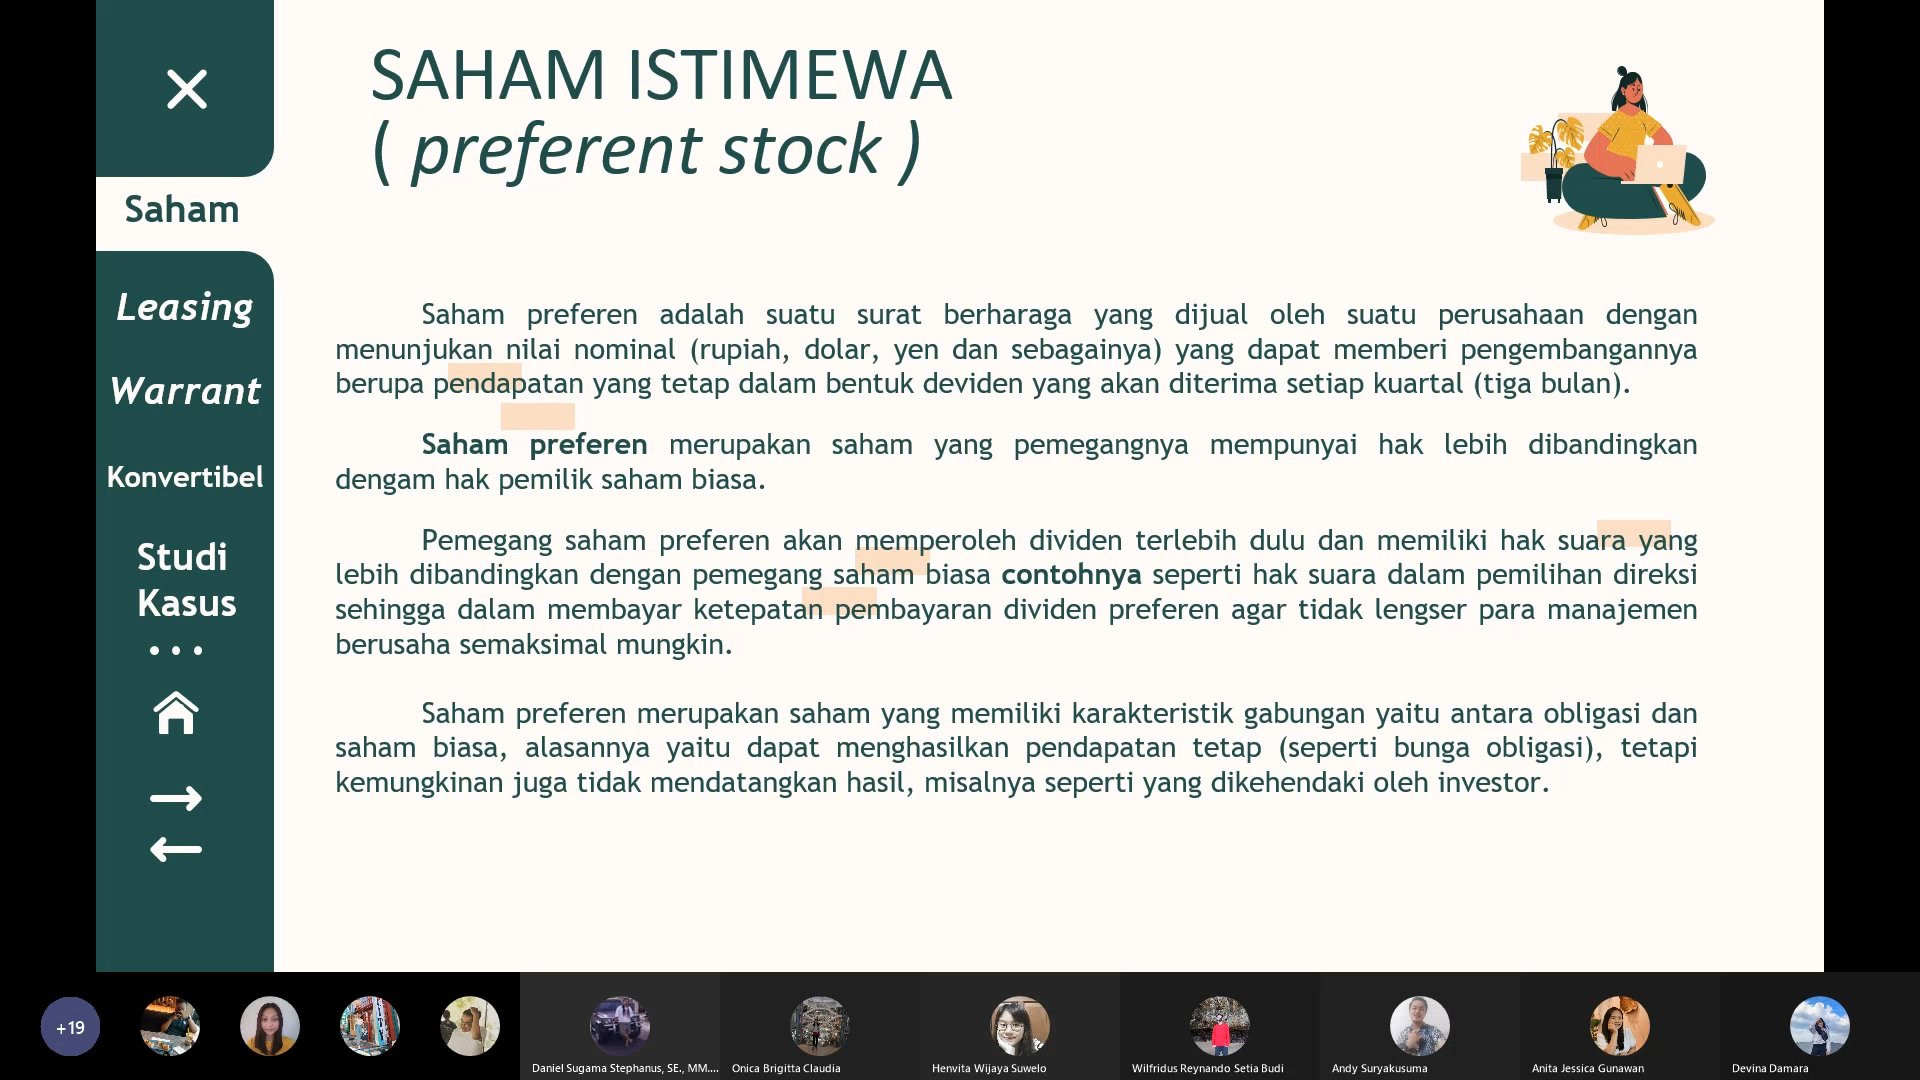 SAHAM ISTIMEWA
( preferent stock )
Saham
Leasing
Warrant
Konvertibel
Studi
Kasus
Saham preferen adalah suatu surat berharaga yang dijual oleh suatu perusahaan dengan
menunjukan nilai nominal (rupiah, dolar, yen dan sebagainya) yang dapat memberi pengembangannya
berupa pendapatan yang tetap dalam bentuk deviden yang akan diterima setiap kuartal (tiga bulan).
Saham preferen merupakan saham yang pemegangnya mempunyai hak lebih dibandingkan
dengam hak pemilik saham biasa.
Pemegang saham preferen akan memperoleh dividen terlebih dulu dan memiliki hak suara yang
lebih dibandingkan dengan pemegang saham biasa contohnya seperti hak suara dalam pemilihan direksi
sehingga dalam membayar ketepatan pembayaran dividen preferen agar tidak lengser para manajemen
berusaha semaksimal mungkin.
Saham preferen merupakan saham yang memiliki karakteristik gabungan yaitu antara obligasi dan
saham biasa, alasannya yaitu dapat menghasilkan pendapatan tetap (seperti bunga obligasi), tetapi
kemungkinan juga tidak mendatangkan hasil, misalnya seperti yang dikehendaki oleh investor.
+19
Daniel Sugama Stephanus, SE., MM....
Onica Brigitta Claudia
Henvita Wijaya Suwelo
Wilfridus Reynando Setia Budi
Andy Suryakusuma
Anita Jessica Gunawan
Devina Damara